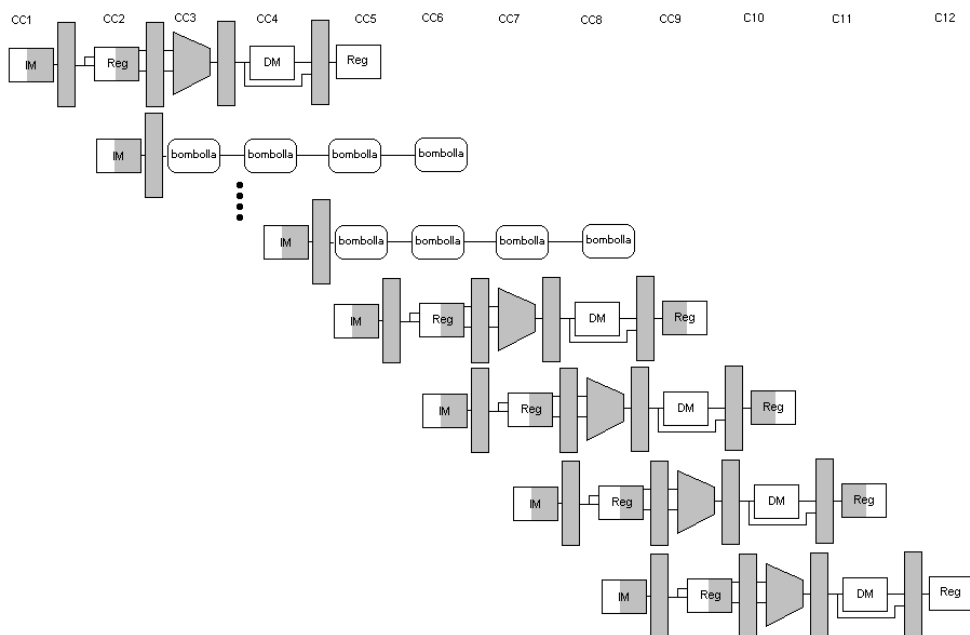 CC1 CC2 CC3 CC4 CC5 CC6 CC7 CC8 CC9 C10 C11 C12
IM Reg DM Reg
IM bombolla bombolla bombolla bombolla
IM bombolla bombolla bombolla bombolla
IM Reg DM Reg
IM Reg DM Reg
IM Reg DM Reg
IM Reg DM Reg